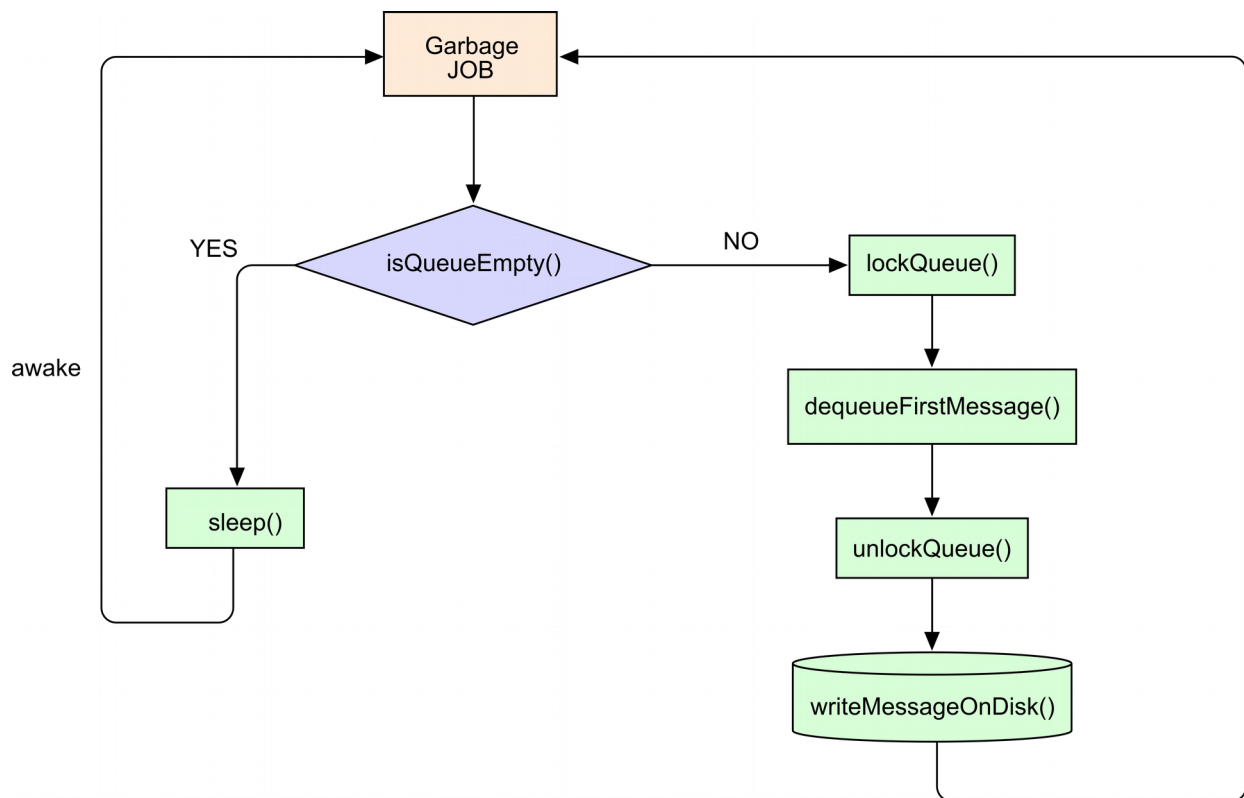 Garbage
JOB
YES
isQueueEmpty()
NO
lockQueue()
awake
dequeueFirstMessage()
sleep()
unlockQueue()
writeMessageOnDisk()